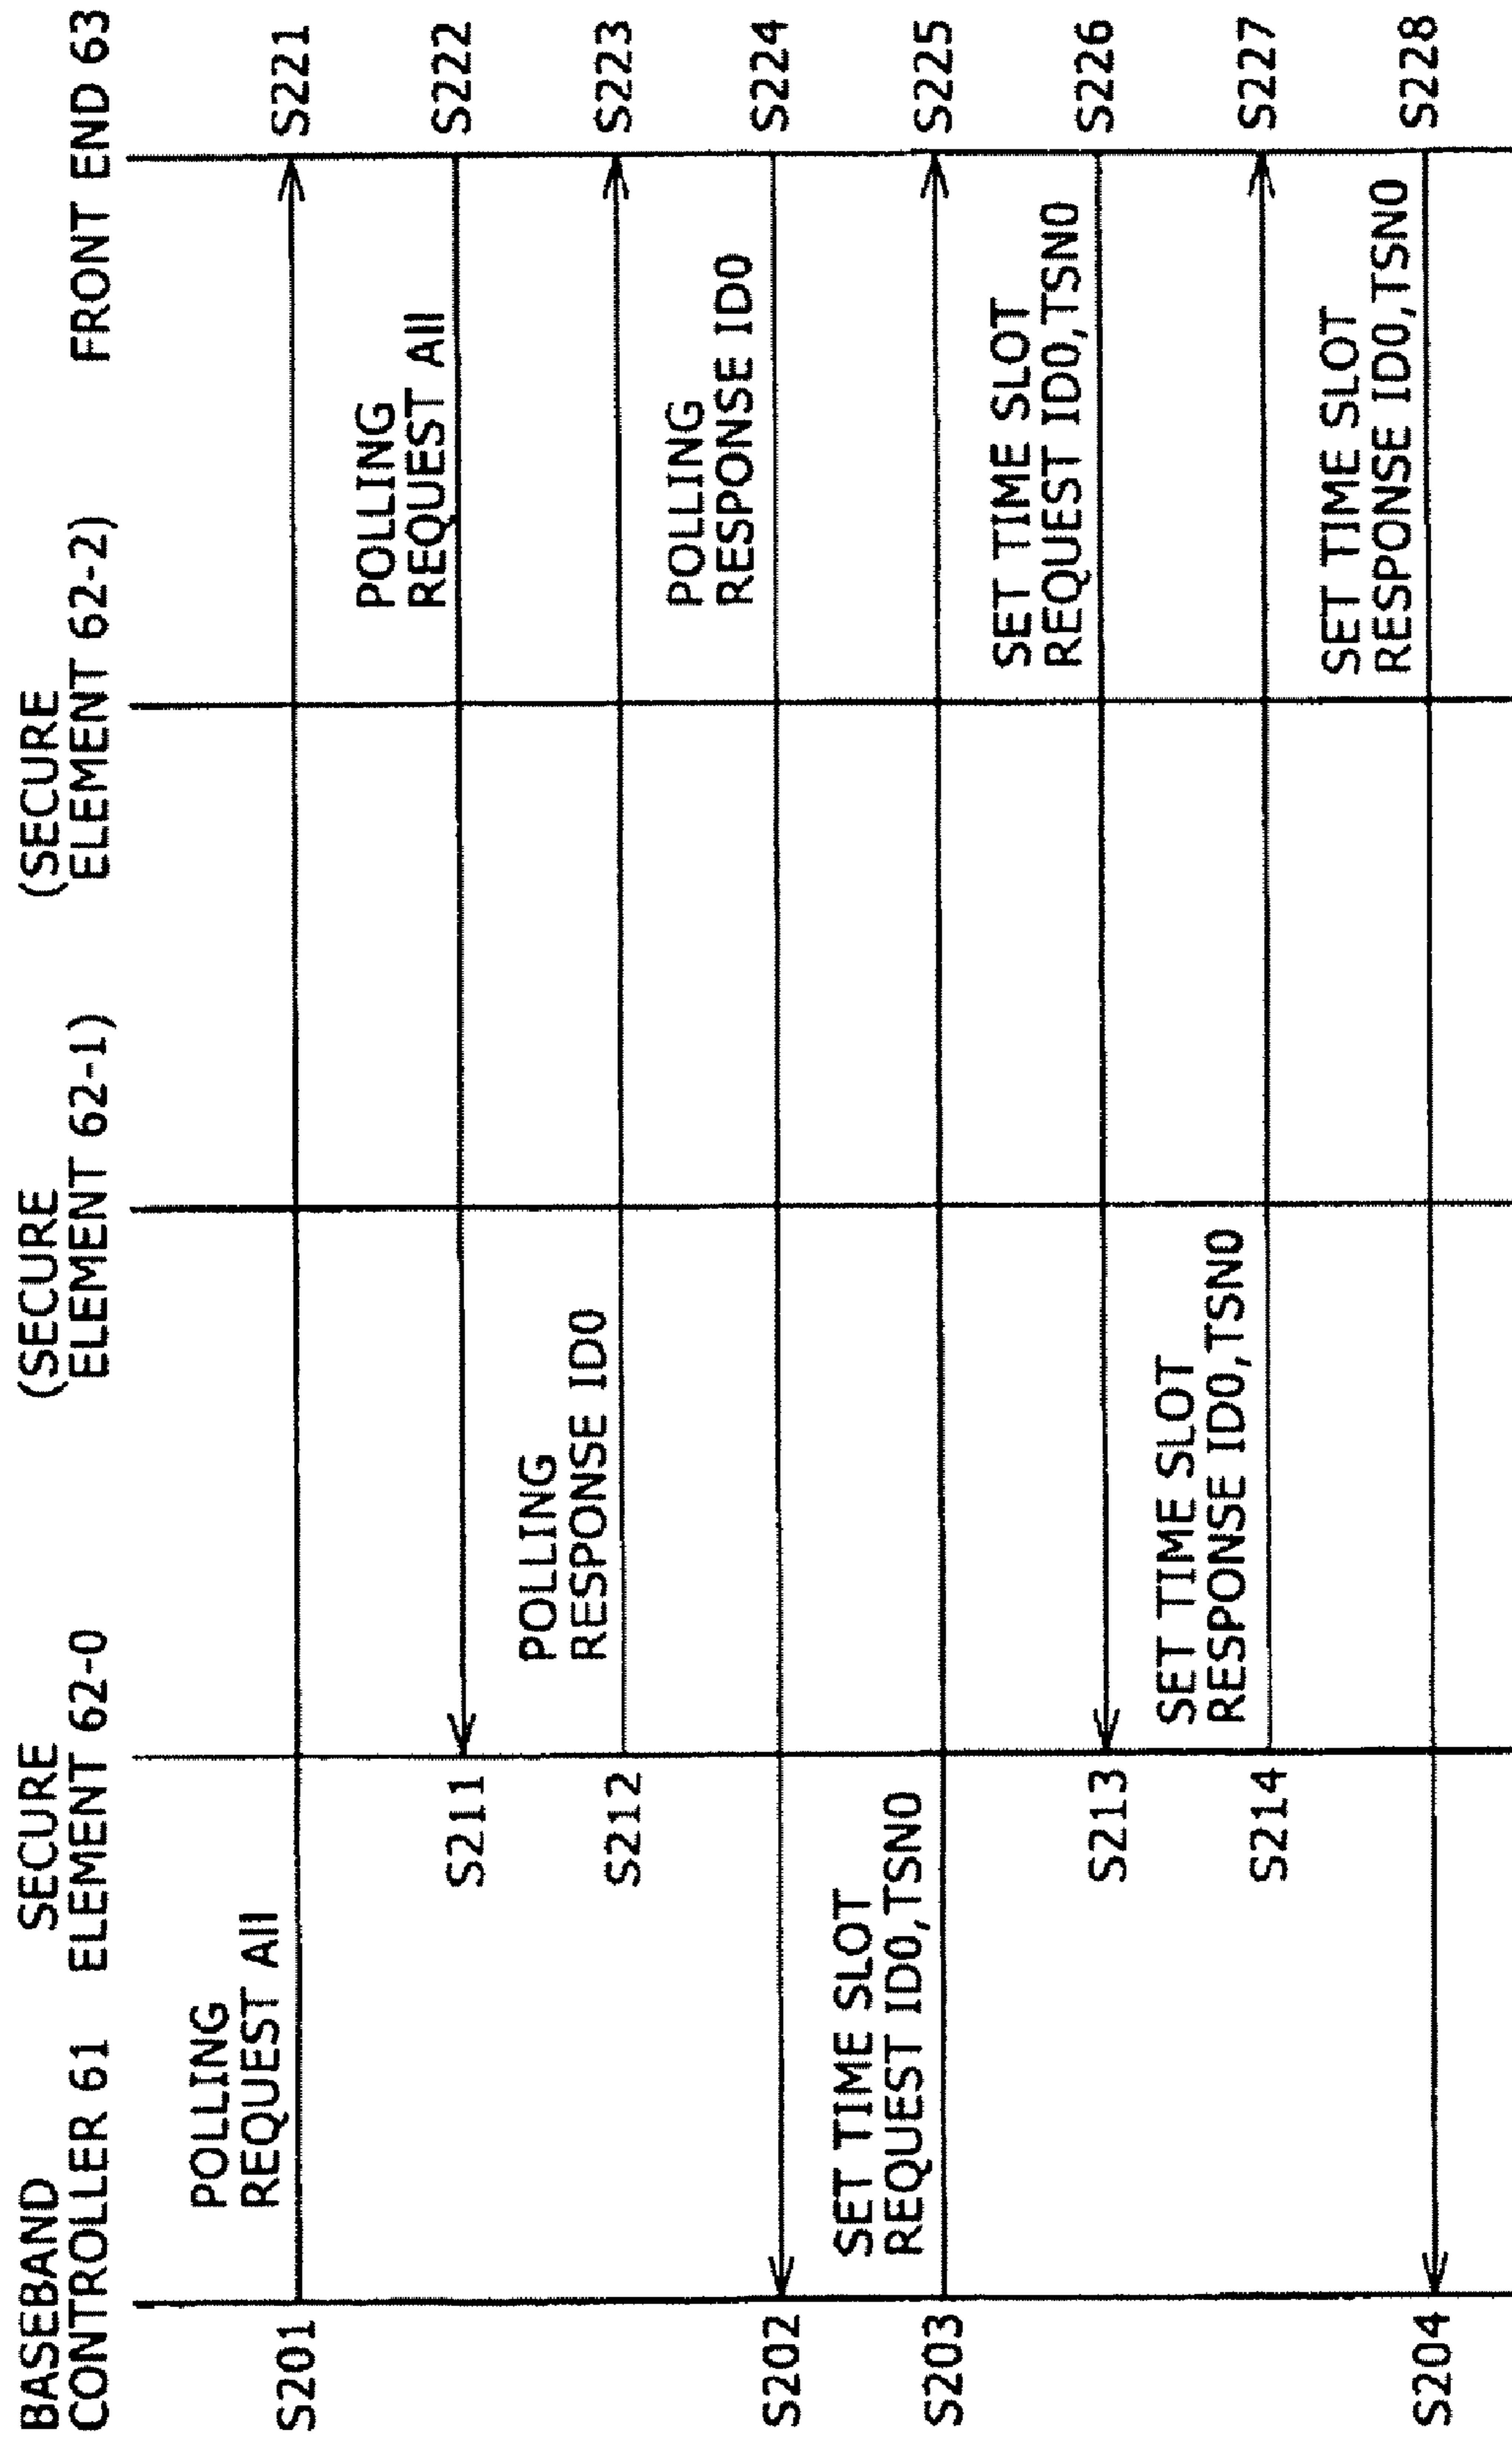 BASEBAND
CONTROLLER 61
SECURE
ELEMENT 62-0
(SECURE
ELEMENT 62-1)
(SECURE
ELEMENT 62-2)
FRONT END 63
POLLING
REQUEST All
S201
S221
POLLING
REQUEST All
S211
S222
POLLING
RESPONSE ID0
S212
S223
POLLING
RESPONSE ID0
S202
S224
SET TIME SLOT
REQUEST ID0,TSN0
S203
S225
SET TIME SLOT
REQUEST ID0,TSN0
S213
S226
SET TIME SLOT
RESPONSE ID0,TSN0
S214
S227
SET TIME SLOT
RESPONSE ID0,TSN0
S204
S228